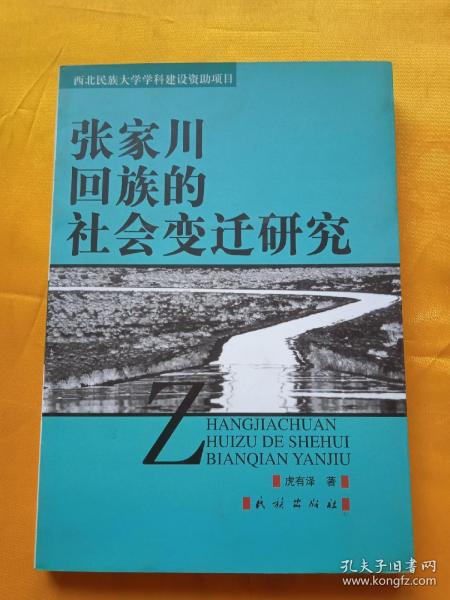 西北民族大学学科建设资助项目
张家川
回族的
社会变迁研究
ZHANGJIACHUAN
HUIZU DE SHEHUI
BIANQIAN YANJIU
虎有泽 著
民族出版社
孔夫子旧书网
www.kongfz.com